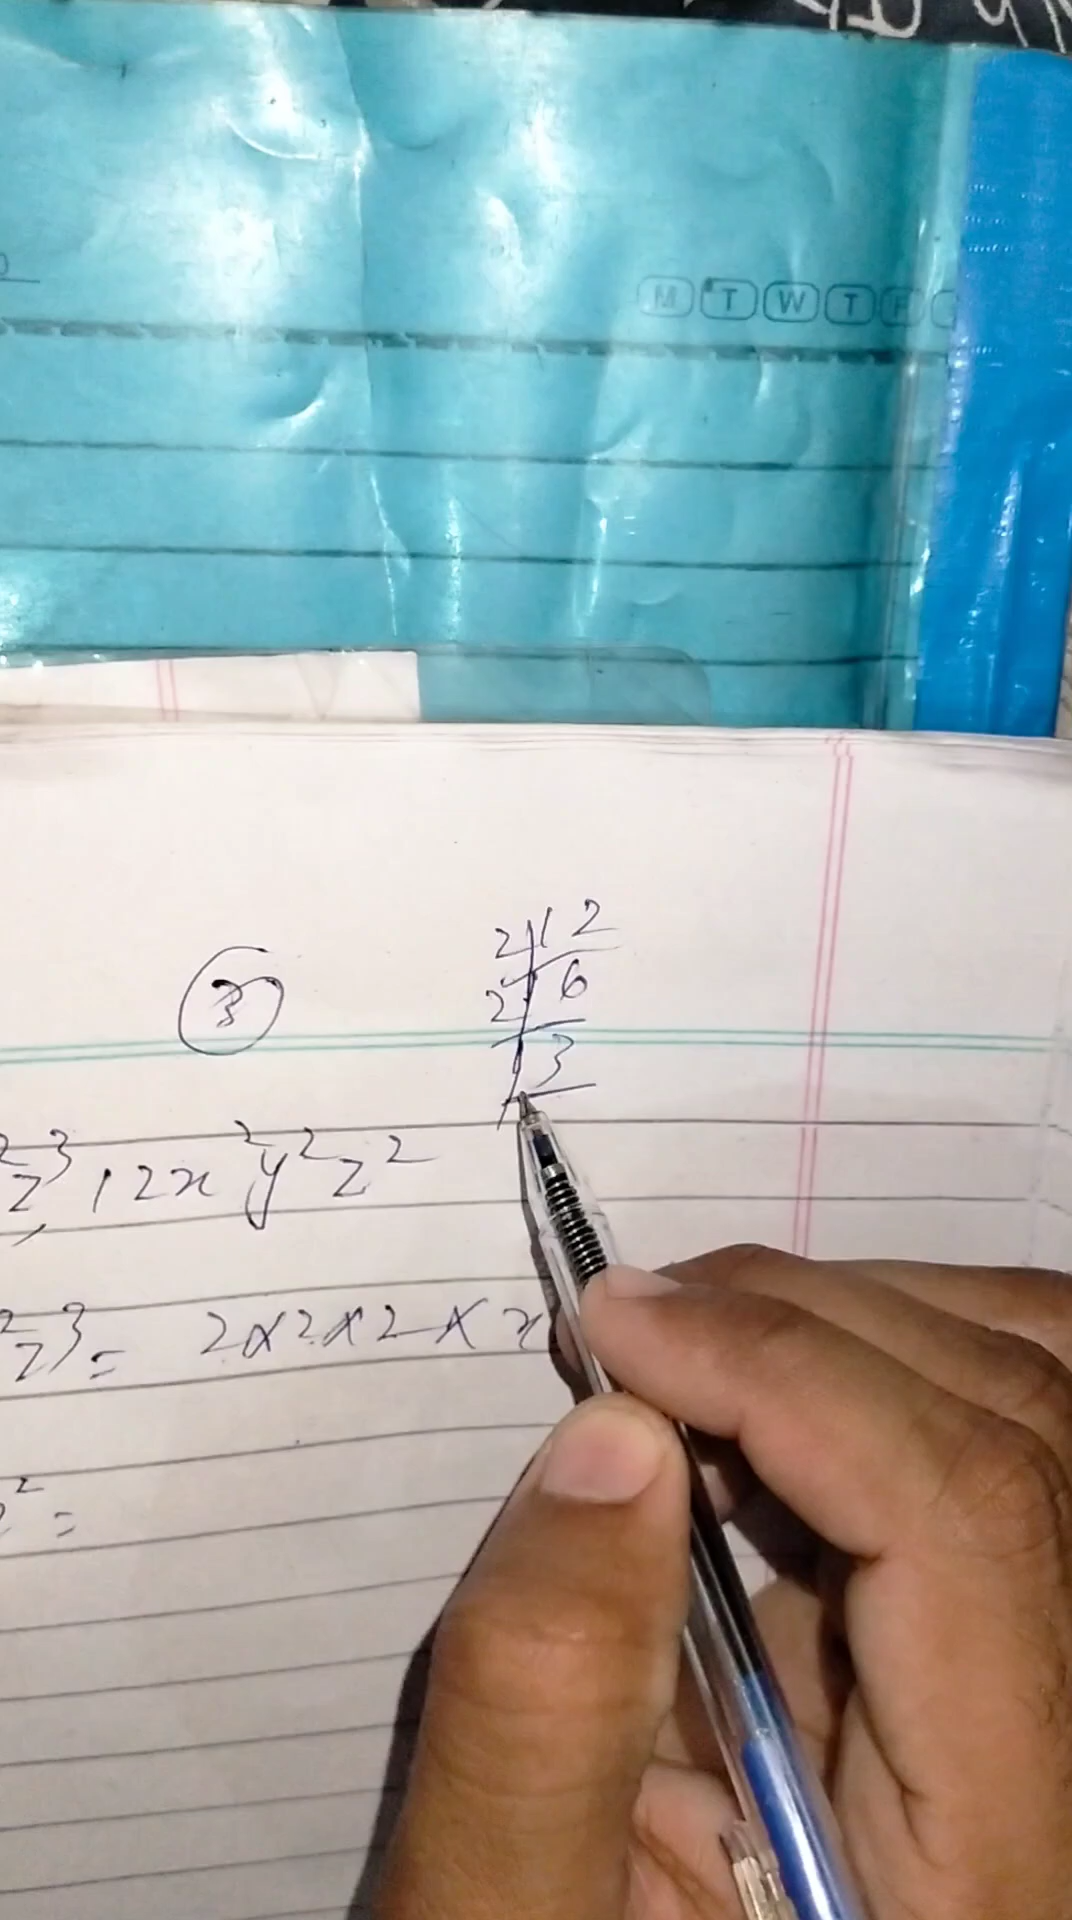 M T W T F
2 | 12
③ 2 | 6
3
z³, 12x²y²z²
z³ = 2×2×2×x
² =